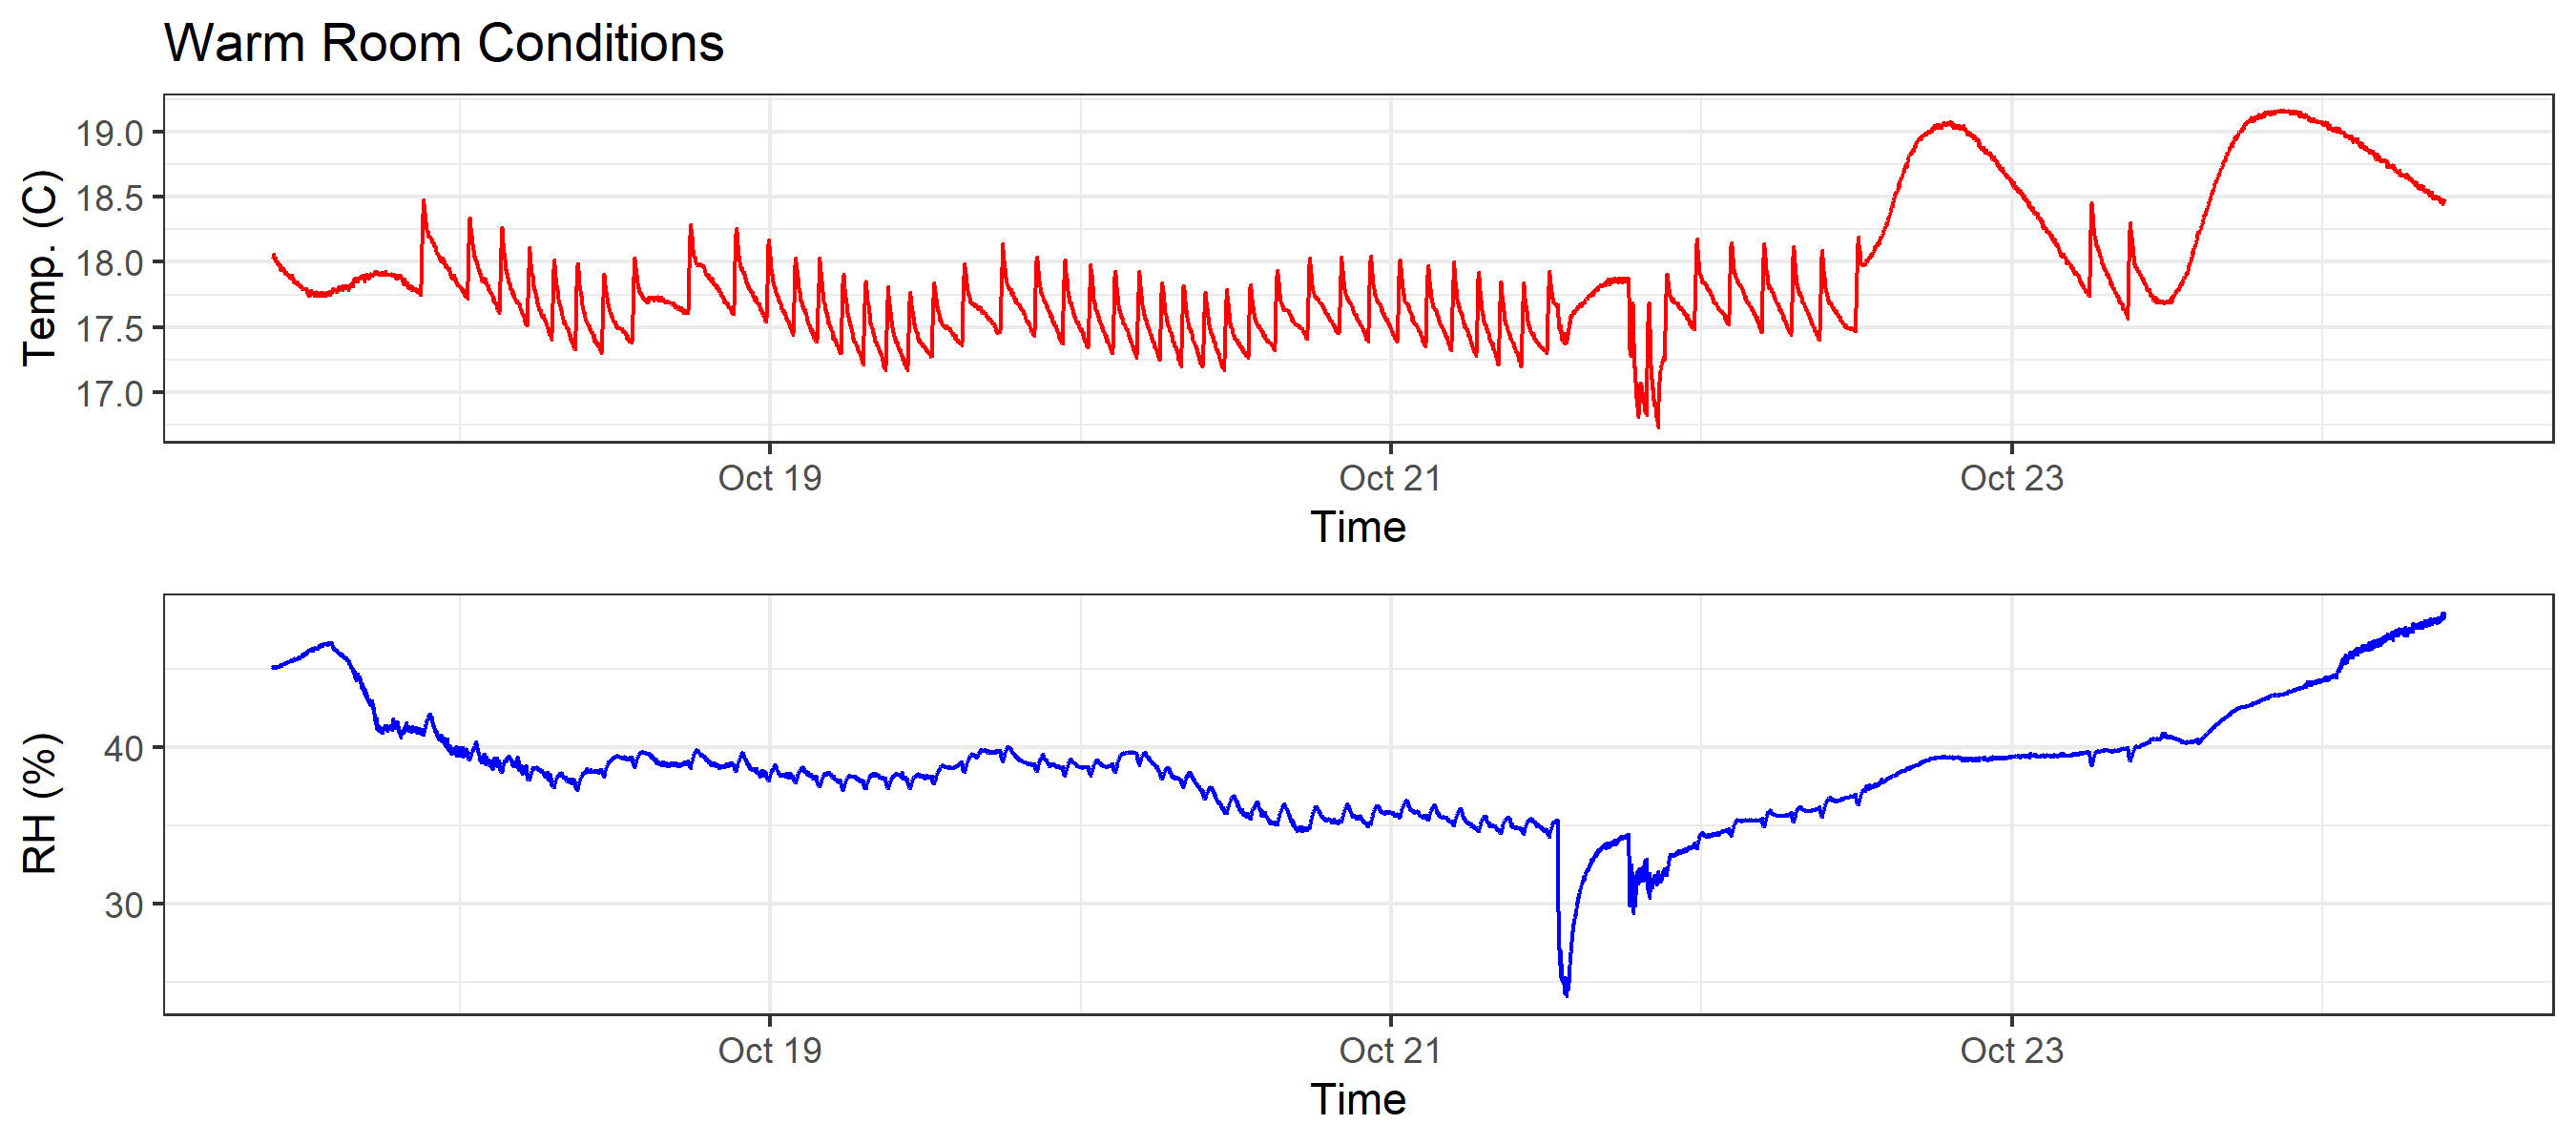 Warm Room Conditions
19.0
18.5
18.0
17.5
17.0
Temp. (C)
Oct 19 Oct 21 Oct 23
Time
40
30
RH (%)
Oct 19 Oct 21 Oct 23
Time